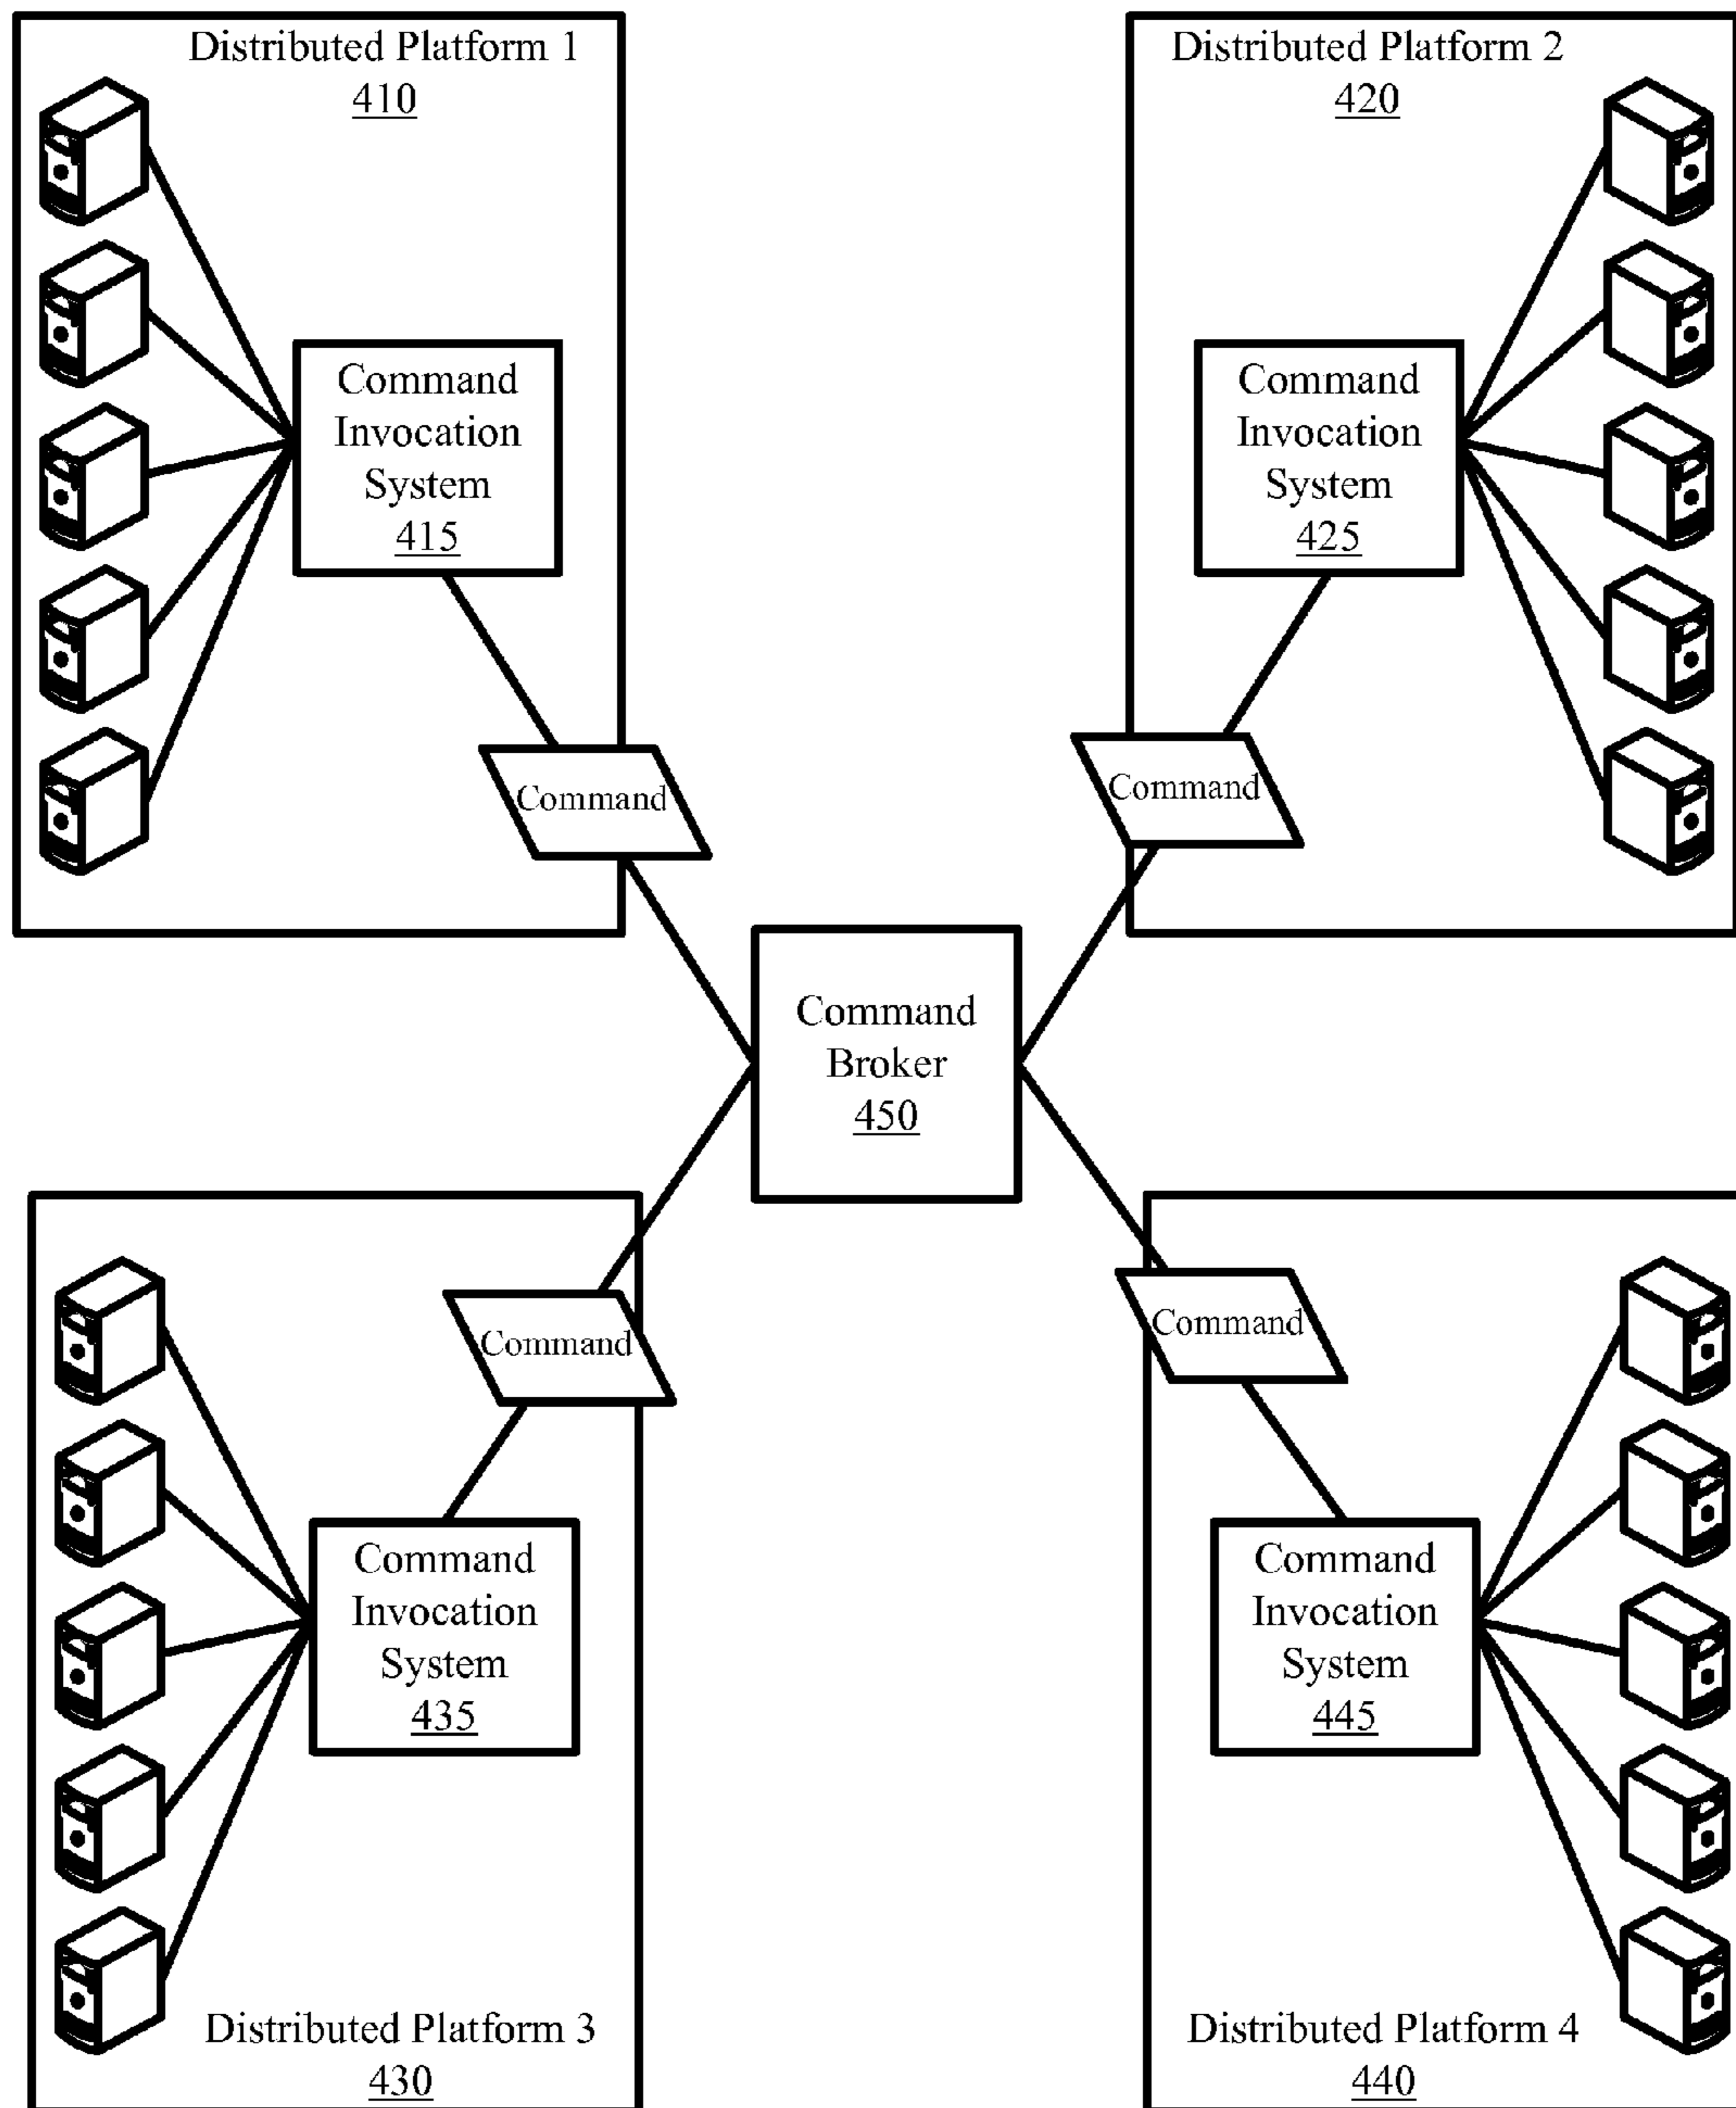 Distributed Platform 1
410
Distributed Platform 2
420
Command
Invocation
System
415
Command
Invocation
System
425
Command
Command
Command
Broker
450
Command
Command
Command
Invocation
System
435
Command
Invocation
System
445
Distributed Platform 3
430
Distributed Platform 4
440